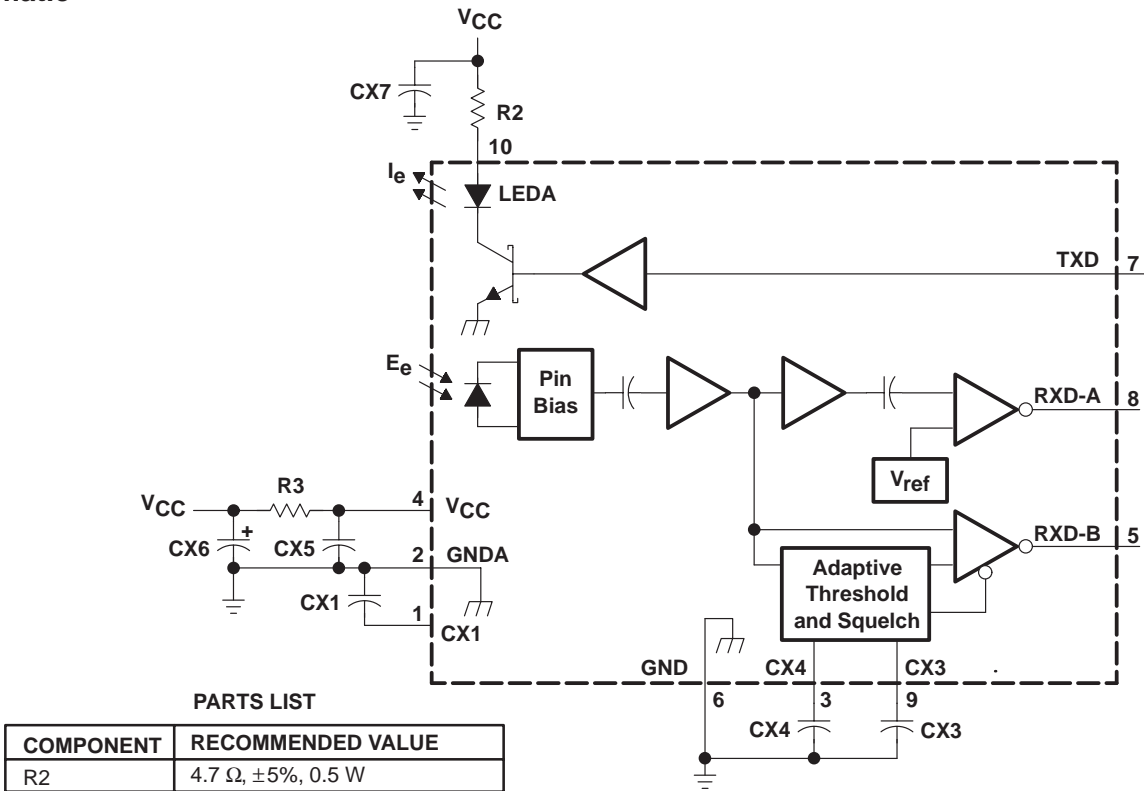 VCC
CX7
R2
10
Ie
LEDA
TXD 7
Ee
Pin
Bias
RXD-A 8
Vref
R3
VCC
4 VCC
RXD-B 5
CX6 + CX5
2 GNDA
Adaptive
Threshold
and Squelch
CX1
1
CX1
GND CX4 CX3
6 3 9
CX4 CX3
PARTS LIST
COMPONENT RECOMMENDED VALUE
R2 4.7 Ω, ±5%, 0.5 W